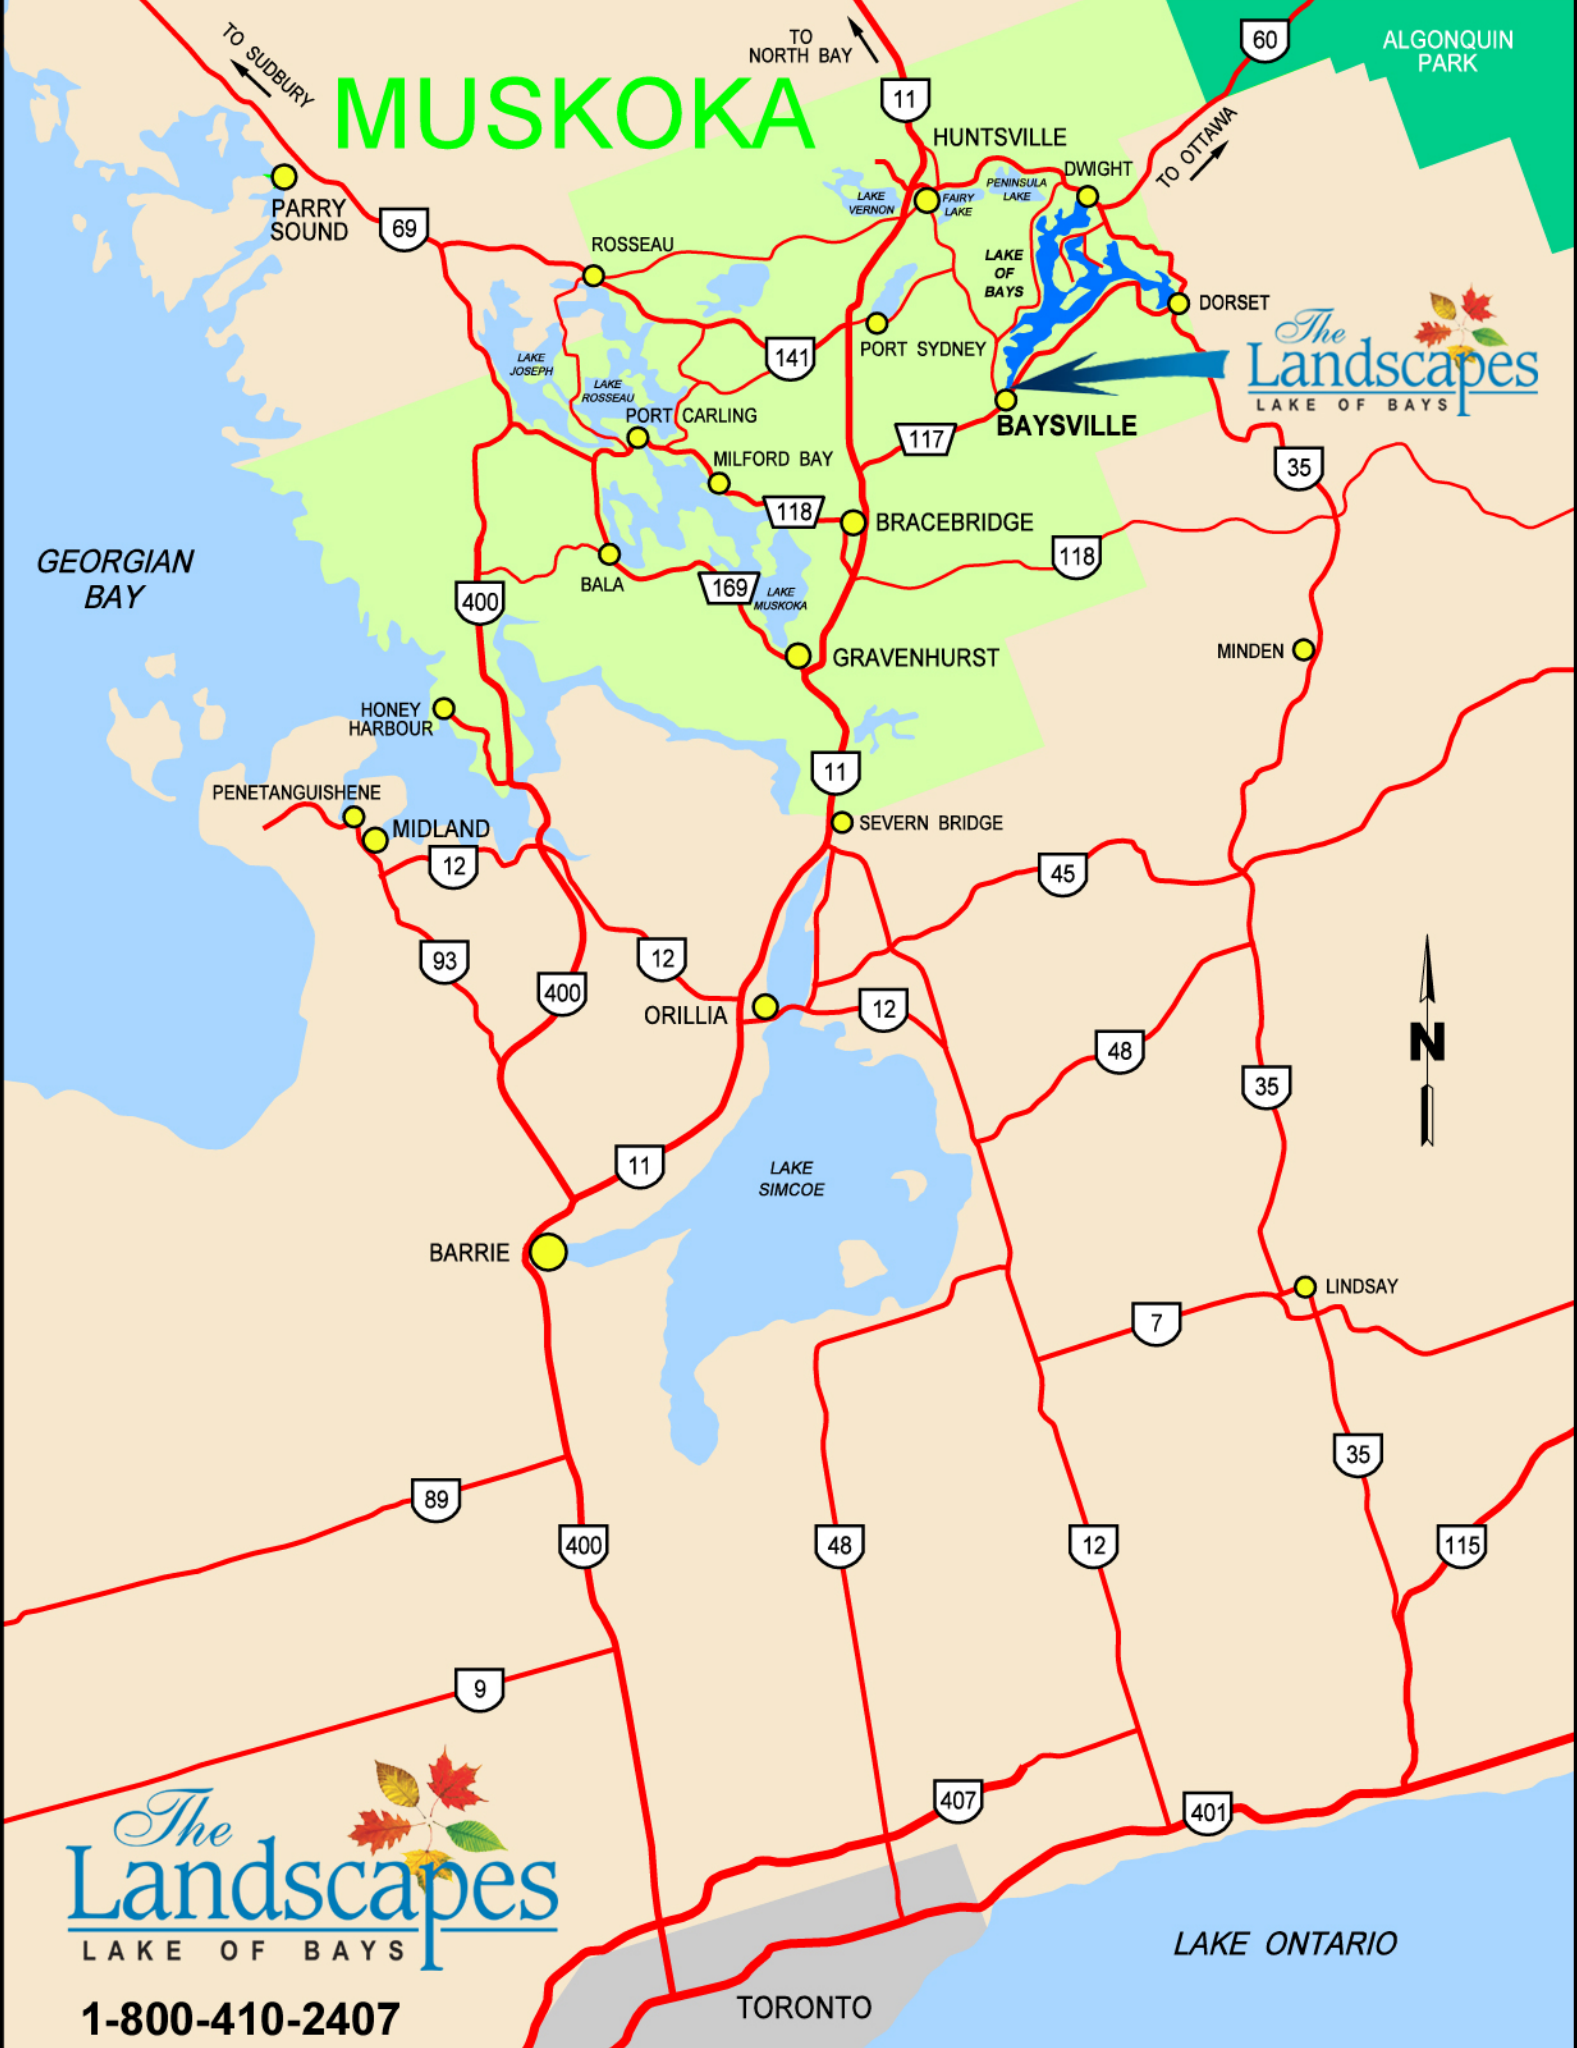 TO SUDBURY
TO
NORTH BAY
60
ALGONQUIN
PARK
MUSKOKA
11
HUNTSVILLE
DWIGHT
TO OTTAWA
PARRY
SOUND
69
LAKE
VERNON
FAIRY
LAKE
PENINSULA
LAKE
ROSSEAU
LAKE
OF
BAYS
DORSET
The
Landscapes
LAKE OF BAYS
PORT SYDNEY
141
LAKE
JOSEPH
LAKE
ROSSEAU
PORT CARLING
BAYSVILLE
117
MILFORD BAY
35
118
BRACEBRIDGE
118
GEORGIAN
BAY
BALA
169
LAKE
MUSKOKA
400
GRAVENHURST
MINDEN
HONEY
HARBOUR
11
PENETANGUISHENE
SEVERN BRIDGE
MIDLAND
12
45
93
12
400
ORILLIA
12
N
48
35
11
LAKE
SIMCOE
BARRIE
LINDSAY
7
35
89
400
48
12
115
9
407
401
The
Landscapes
LAKE OF BAYS
LAKE ONTARIO
TORONTO
1-800-410-2407